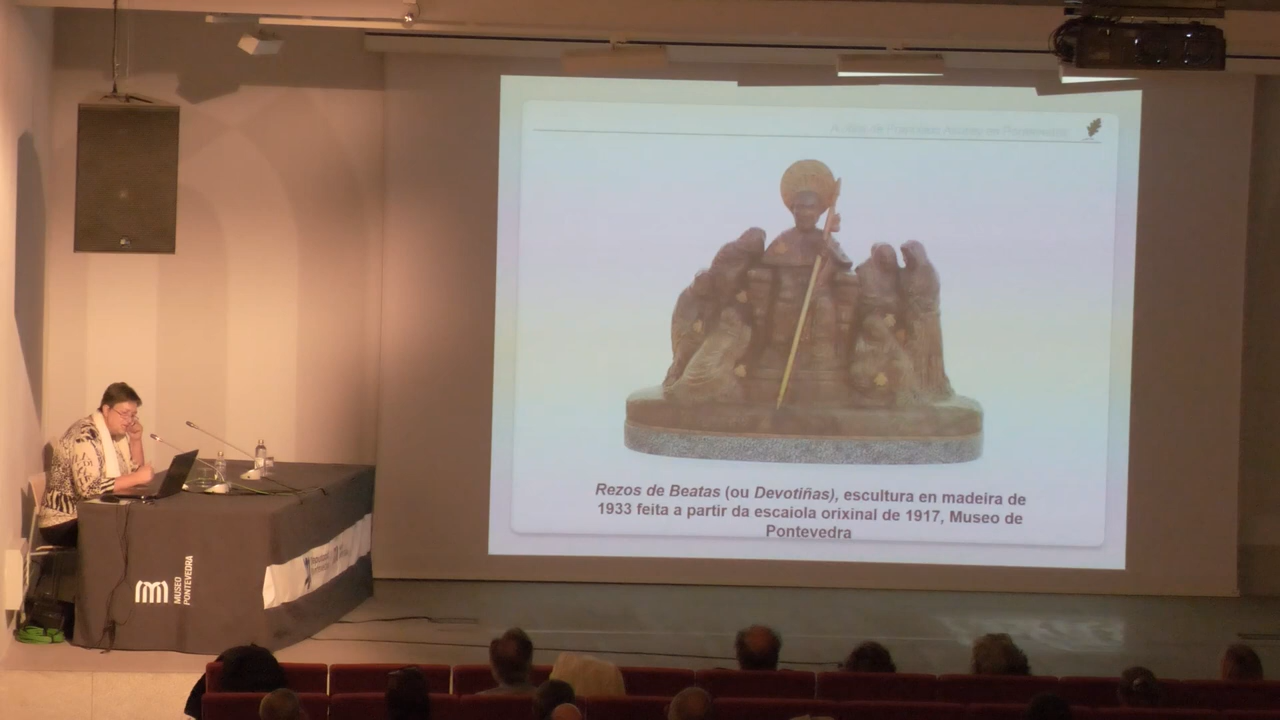 Rezos de Beatas (ou Devotiñas), escultura en madeira de
1933 feita a partir da escaiola orixinal de 1917, Museo de
Pontevedra
MUSEO
PONTEVEDRA